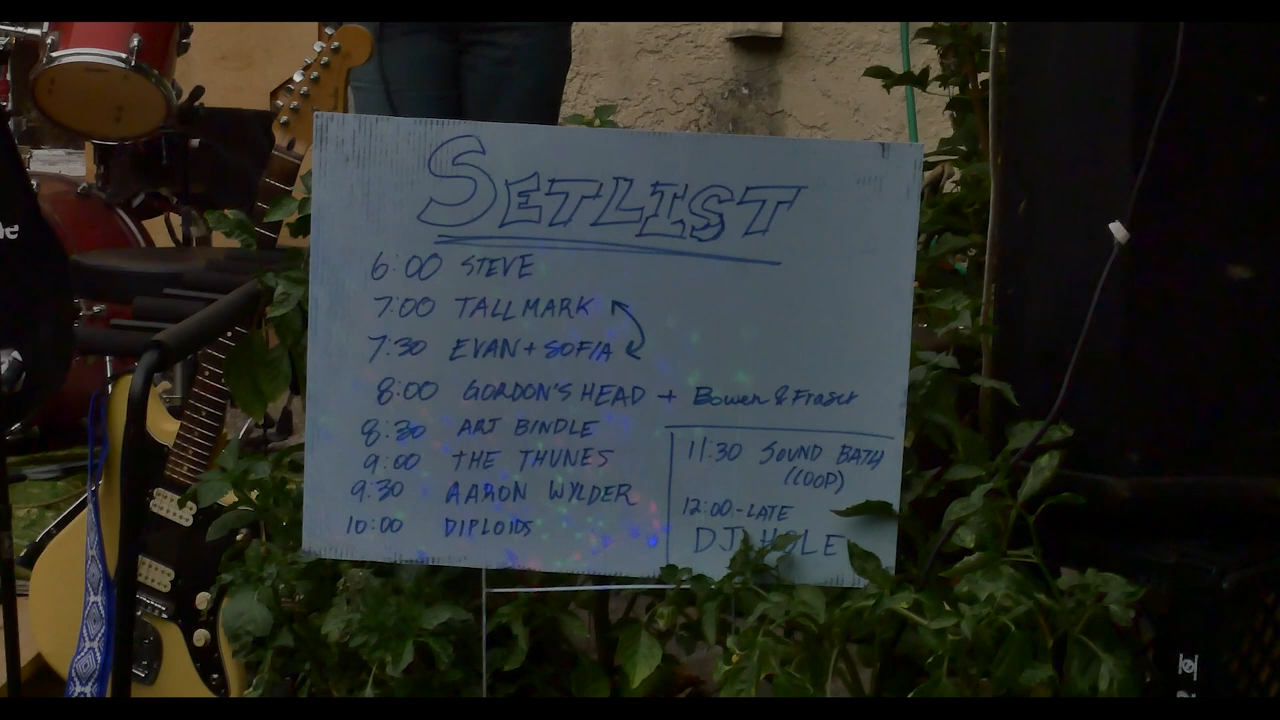 SETLIST
6:00 STEVE
7:00 TALLMARK
7:30 EVAN + SOFIA
8:00 GORDON'S HEAD + Bowen & Fraser
8:30 ART BINDLE
9:00 THE THUNES
9:30 AARON WYLDER
10:00 DIPLOIDS
11:30 SOUND BATH
(LOOP)
12:00-LATE
DJ HOLE